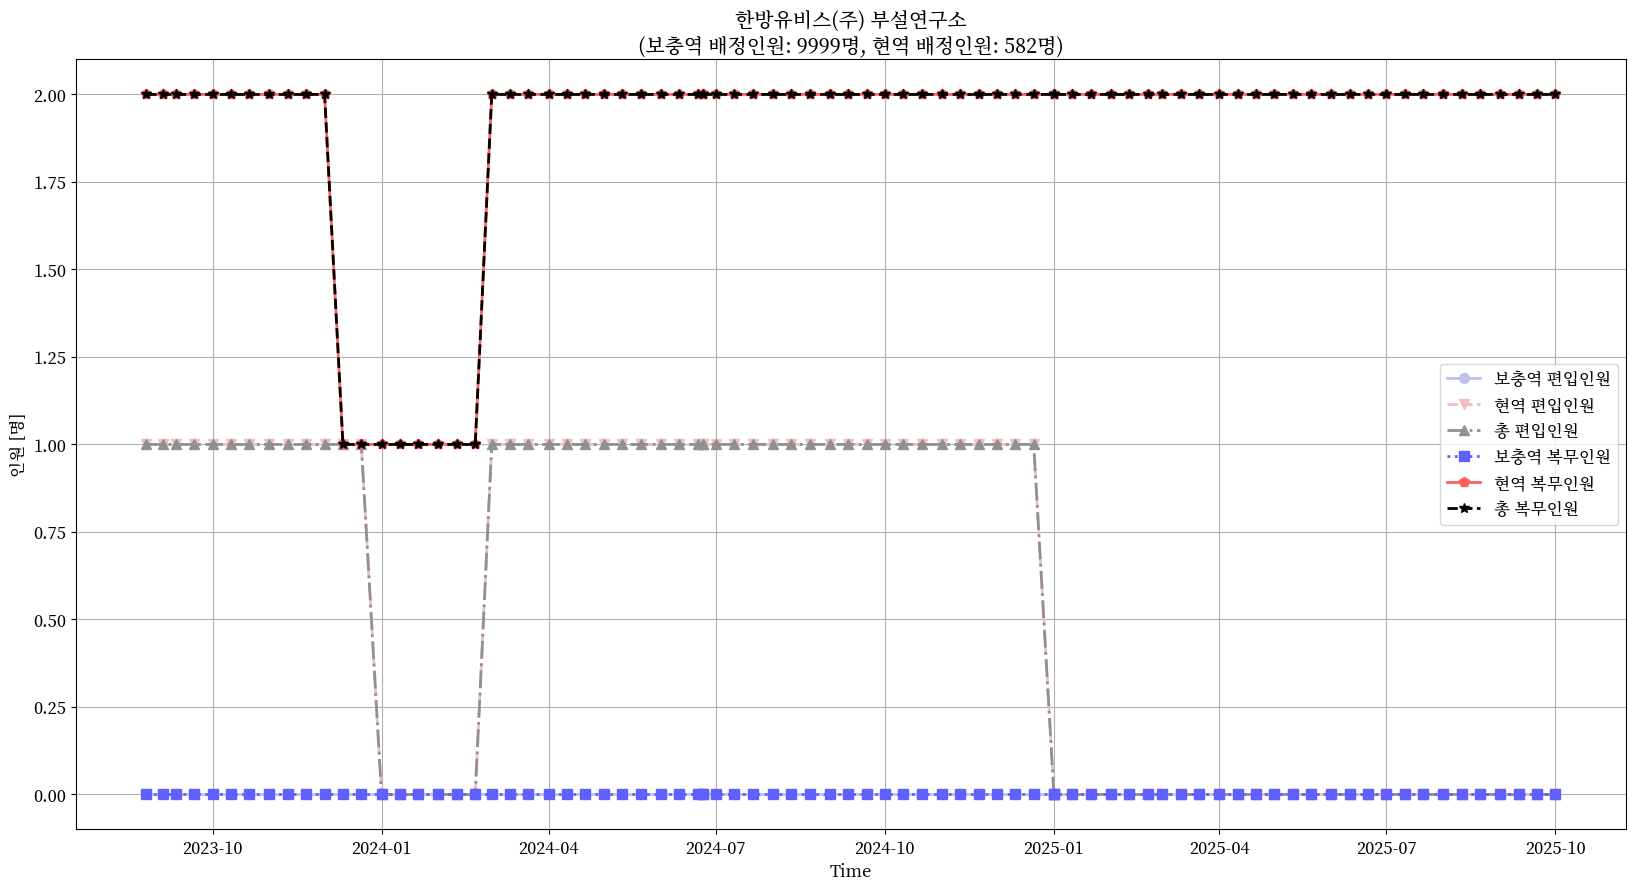 한방유비스(주) 부설연구소
(보충역 배정인원: 9999명, 현역 배정인원: 582명)
2.00
1.75
1.50
1.25
1.00
0.75
0.50
0.25
0.00
인원 [명]
보충역 편입인원
현역 편입인원
총 편입인원
보충역 복무인원
현역 복무인원
총 복무인원
2023-10 2024-01 2024-04 2024-07 2024-10 2025-01 2025-04 2025-07 2025-10
Time